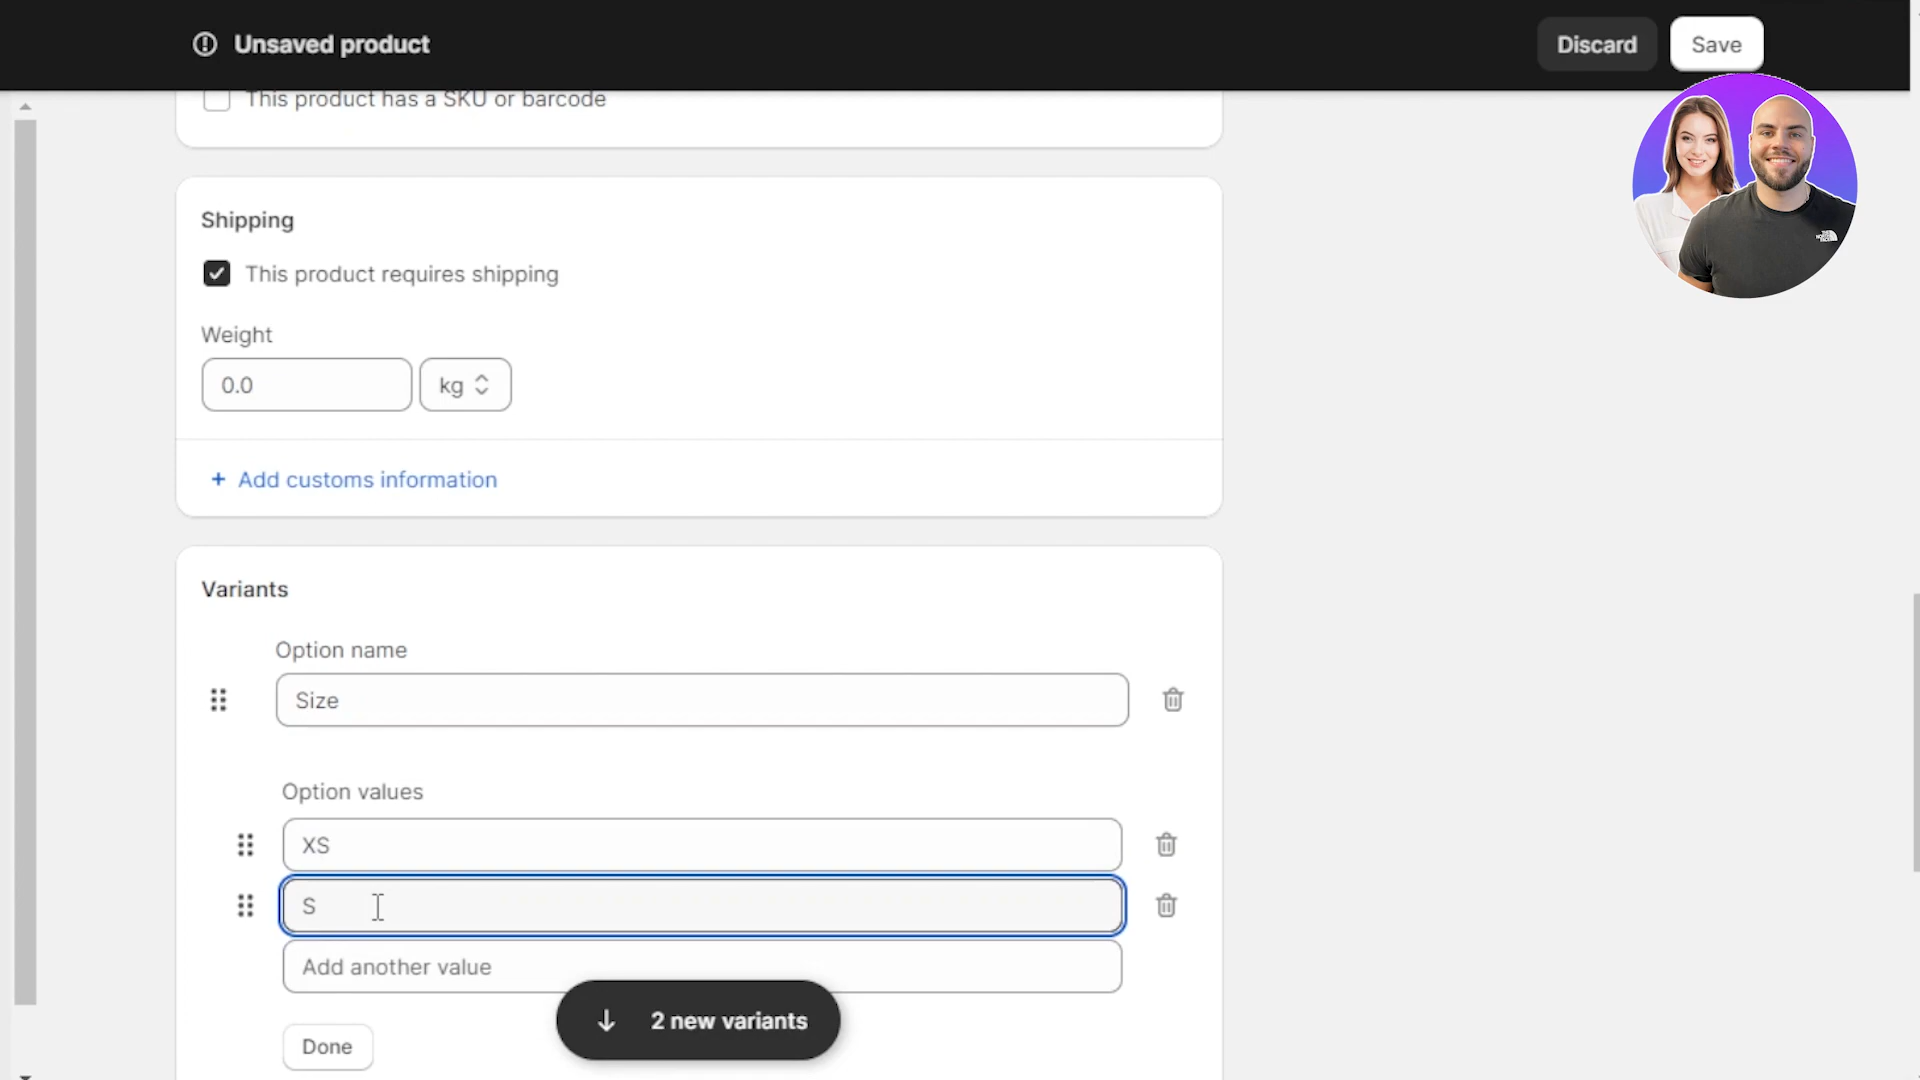 Unsaved product
Discard
Save
This product has a SKU or barcode
Shipping
This product requires shipping
Weight
0.0
kg
+ Add customs information
Variants
Option name
Size
Option values
XS
S
Add another value
2 new variants
Done